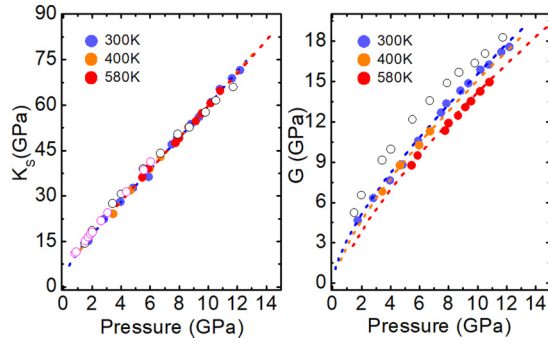 90
75
60
45
30
15
0
K_S(GPa)
300K
400K
580K
0 2 4 6 8 10 12 14
Pressure (GPa)
18
15
12
9
6
3
0
G (GPa)
300K
400K
580K
0 2 4 6 8 10 12 14
Pressure (GPa)